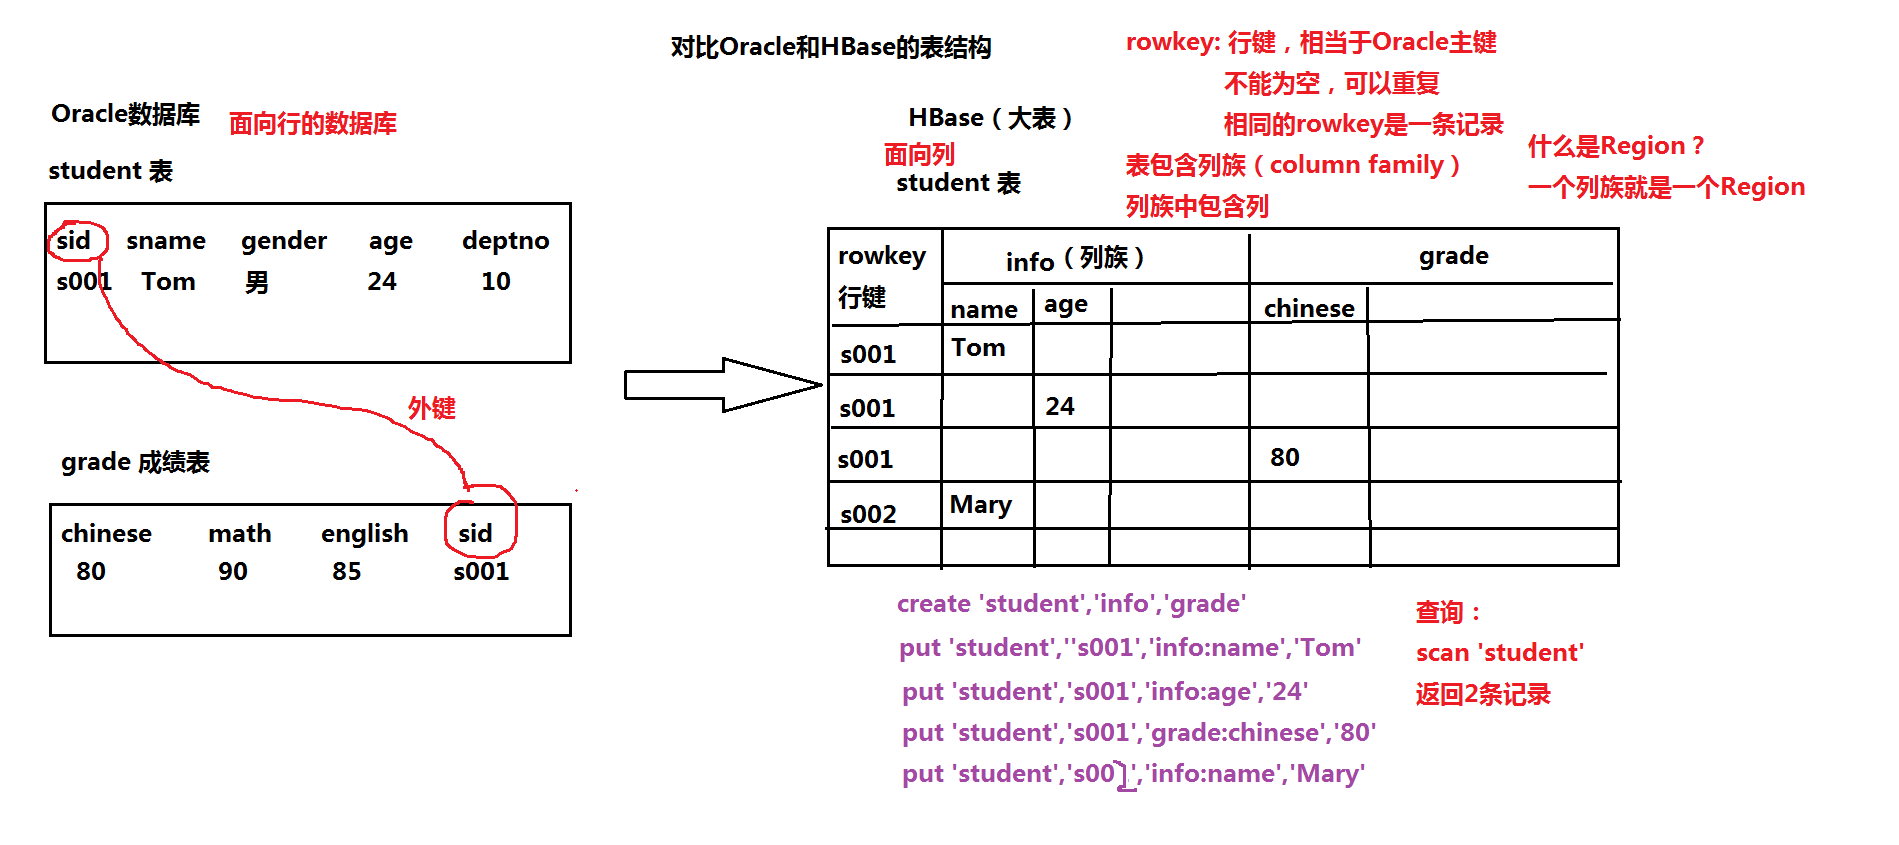 对比Oracle和HBase的表结构
Oracle数据库 面向行的数据库
student 表
sid sname gender age deptno
s001 Tom 男 24 10
外键
grade 成绩表
chinese math english sid
80 90 85 s001
rowkey: 行键，相当于Oracle主键
不能为空，可以重复
相同的rowkey是一条记录
表包含列族（column family）
列族中包含列
什么是Region？
一个列族就是一个Region
HBase（大表）
面向列
student 表
rowkey info（列族） grade
行键
name age chinese
s001 Tom
s001 24
s001 80
s002 Mary
create 'student','info','grade'
put 'student',''s001','info:name','Tom'
put 'student','s001','info:age','24'
put 'student','s001','grade:chinese','80'
put 'student','s00 ','info:name','Mary'
查询：
scan 'student'
返回2条记录